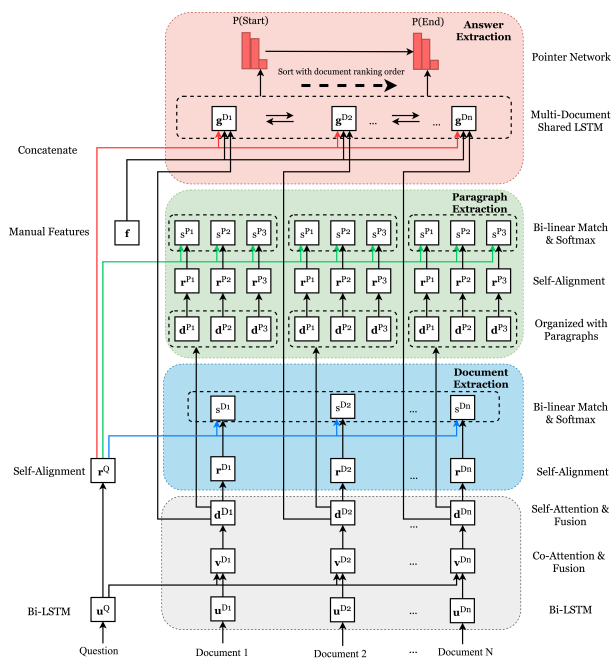 P(Start)
P(End)
Answer
Extraction
Pointer Network
Sort with document ranking order
g^D1
g^D2
...
...
g^Dn
Multi-Document
Shared LSTM
Concatenate
Manual Features
f
Paragraph
Extraction
s^P1 s^P2 s^P3 s^P1 s^P2 s^P3 s^P1 s^P2 s^P3
Bi-linear Match
& Softmax
r^P1 r^P2 r^P3 r^P1 r^P2 r^P3 r^P1 r^P2 r^P3
Self-Alignment
d^P1 d^P2 d^P3 d^P1 d^P2 d^P3 d^P1 d^P2 d^P3
Organized with
Paragraphs
Document
Extraction
s^D1 s^D2 ... s^Dn
Bi-linear Match
& Softmax
Self-Alignment
r^Q
r^D1 r^D2 ... r^Dn
Self-Alignment
d^D1 d^D2 ... d^Dn
Self-Attention &
Fusion
v^D1 v^D2 ... v^Dn
Co-Attention &
Fusion
Bi-LSTM
u^Q
u^D1 u^D2 ... u^Dn
Bi-LSTM
Question
Document 1
Document 2
...
Document N